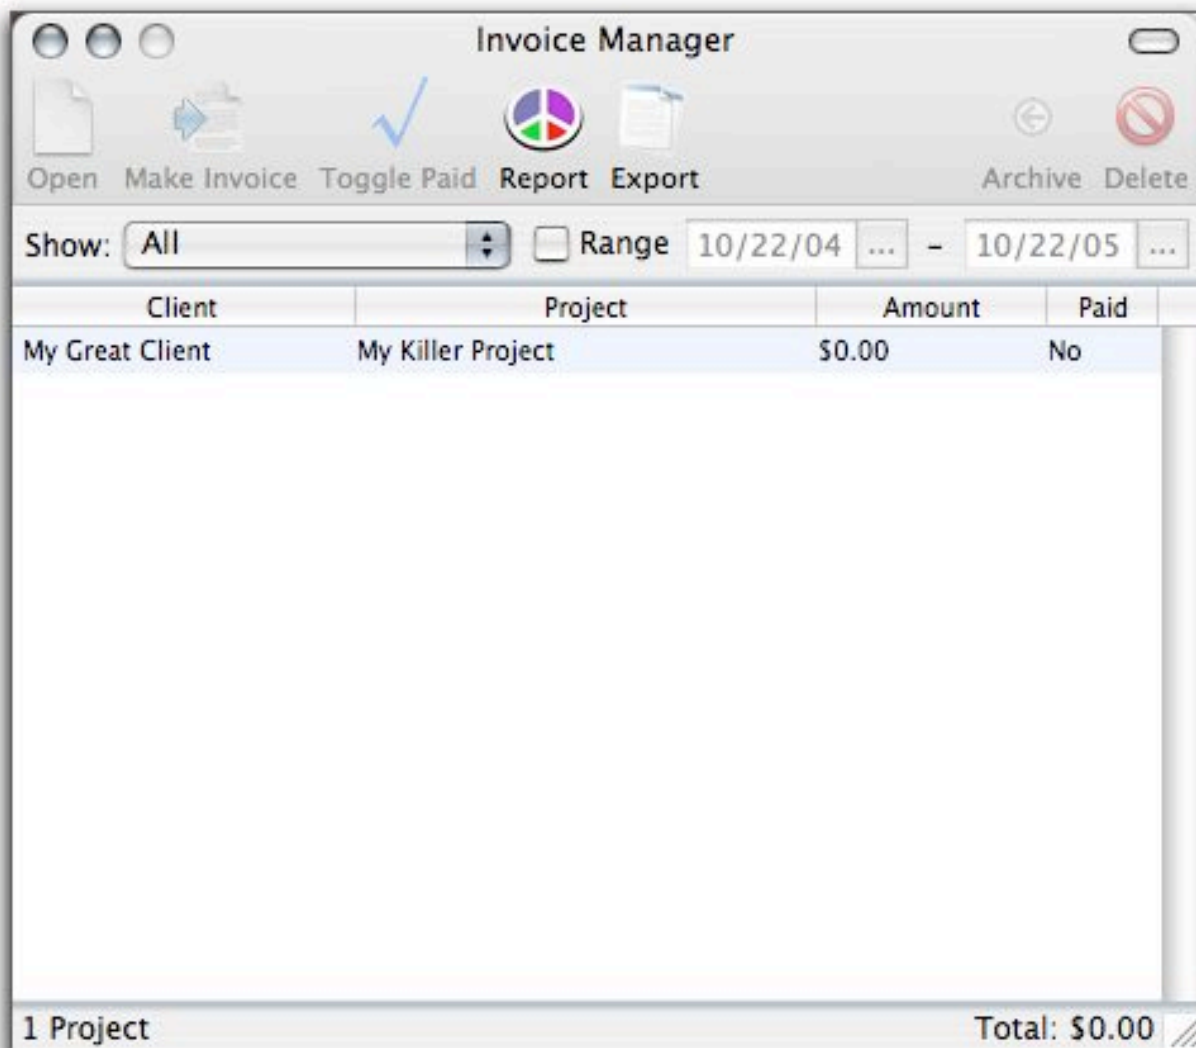 Invoice Manager
Open Make Invoice Toggle Paid Report Export Archive Delete
Show: All Range 10/22/04 ... – 10/22/05 ...
Client Project Amount Paid
My Great Client My Killer Project $0.00 No
1 Project Total: $0.00